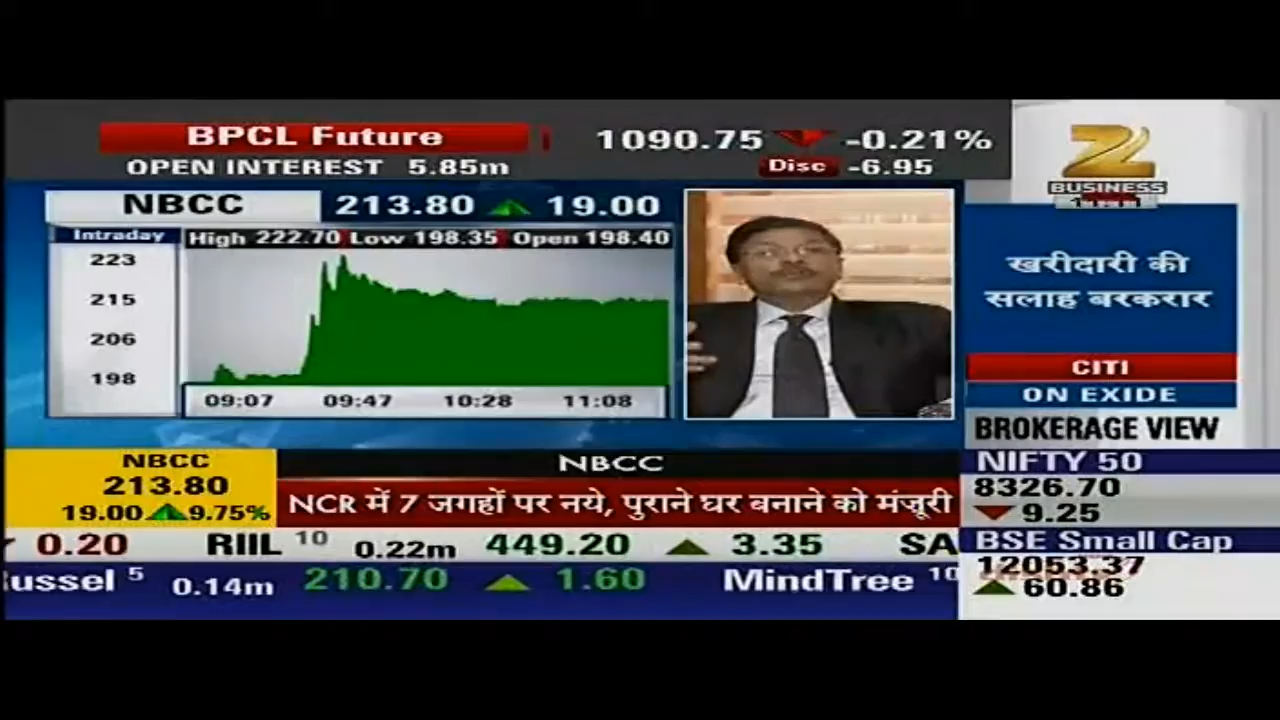 BPCL Future
1090.75 -0.21%
OPEN INTEREST 5.85m
Disc -6.95
Z
BUSINESS
NBCC 213.80 19.00
Intraday High 222.70 Low 198.35 Open 198.40
223
215
206
198
09:07 09:47 10:28 11:08
खरीदारी की
सलाह बरकरार
CITI
ON EXIDE
BROKERAGE VIEW
NBCC
213.80
19.00 9.75%
NBCC
NCR में 7 जगहों पर नये, पुराने घर बनाने को मंज़ूरी
NIFTY 50
8326.70
9.25
BSE Small Cap
12053.37
60.86
0.20 RIIL 10 0.22m 449.20 3.35 SA
ussel 5 0.14m 210.70 1.60 MindTree 10